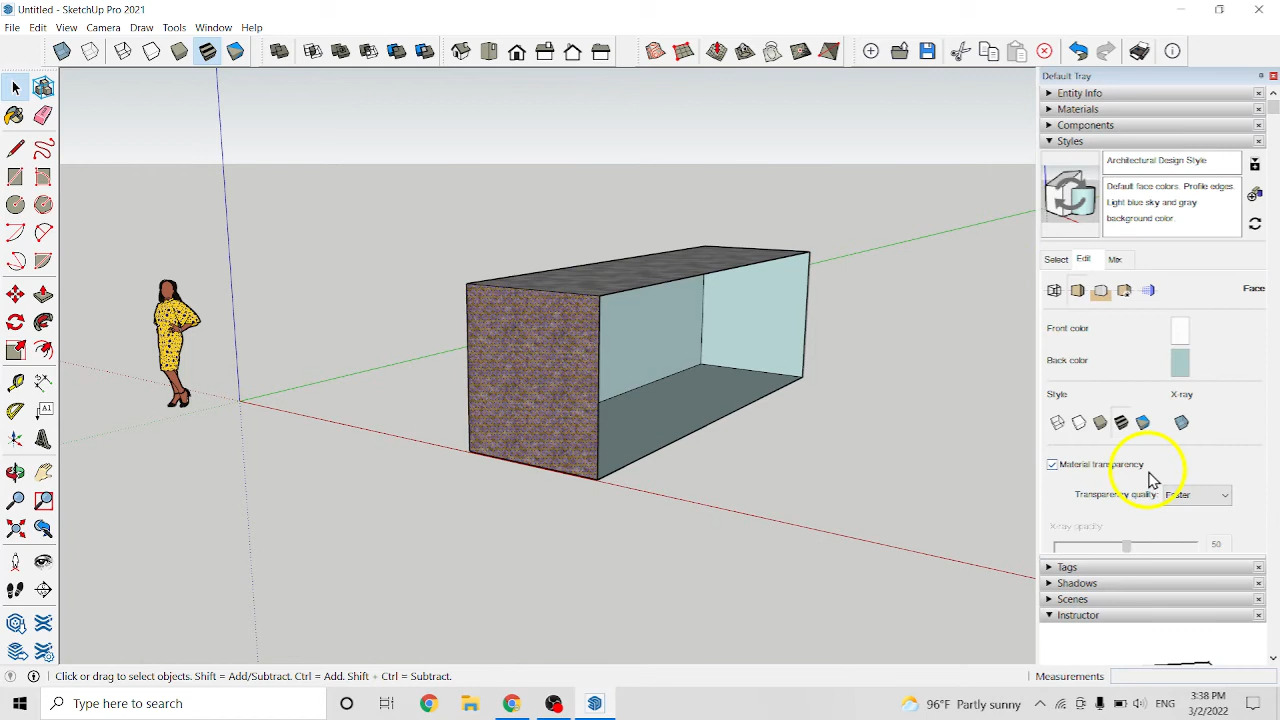 Untitled - SketchUp Pro 2021
File Edit View Camera Draw Tools Window Help
Default Tray
Entity Info
Materials
Components
Styles
Architectural Design Style
Default face colors. Profile edges.
Light blue sky and gray
background color.
Select Edit Mix
Face
Front color
Back color
Style X-ray
Material transparency
Transparency quality: Faster
X-ray opacity
50
Tags
Shadows
Scenes
Instructor
A1
Click or drag to select objects. Shift = Add/Subtract. Ctrl = Add. Shift + Ctrl = Subtract.
Measurements
Type here to search
96°F Partly sunny
ENG
3:38 PM
3/2/2022